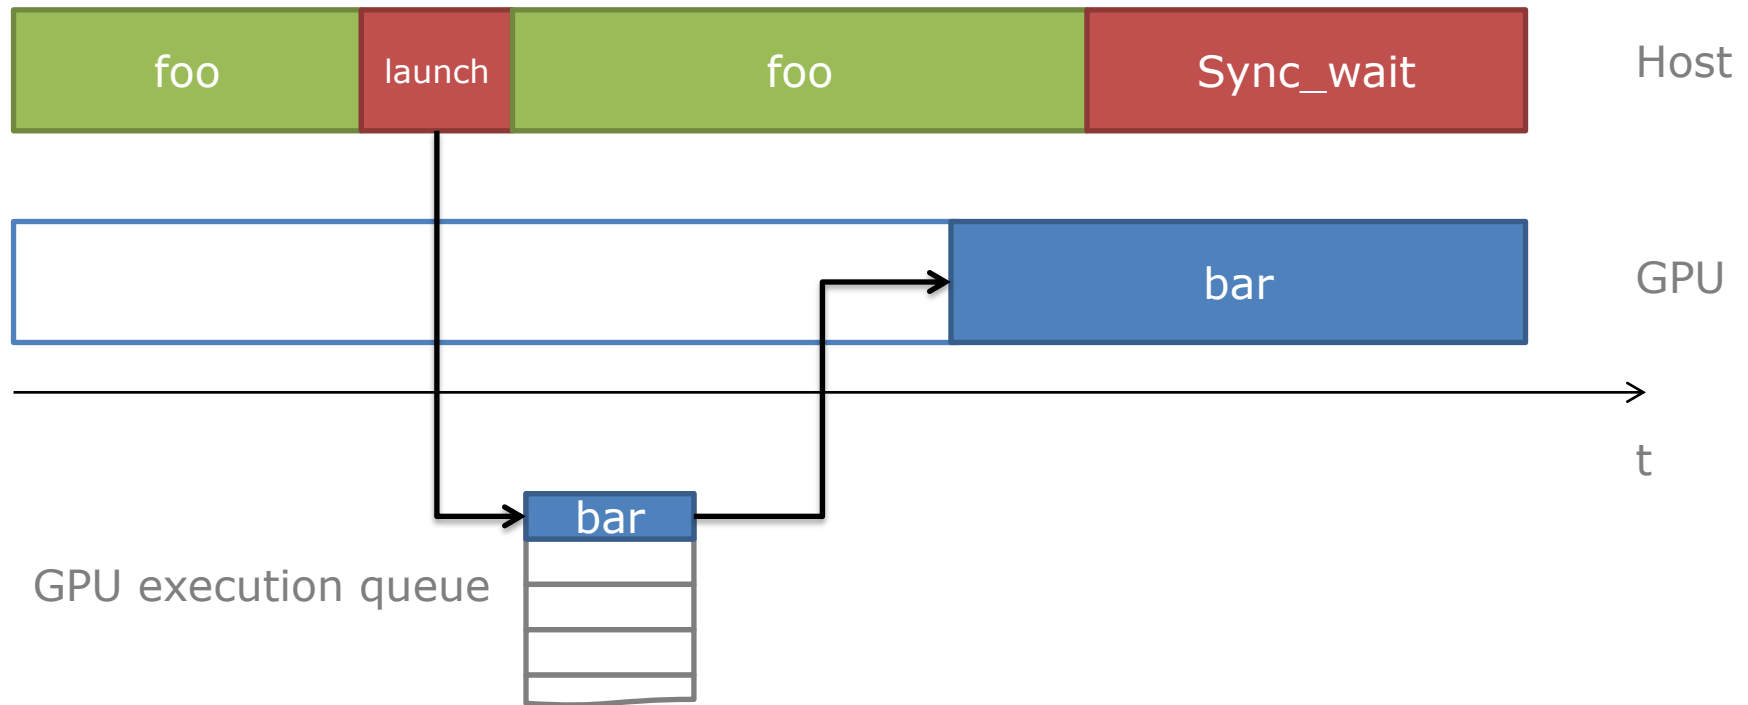 foo
launch
foo
Sync_wait
Host
bar
GPU
t
bar
GPU execution queue